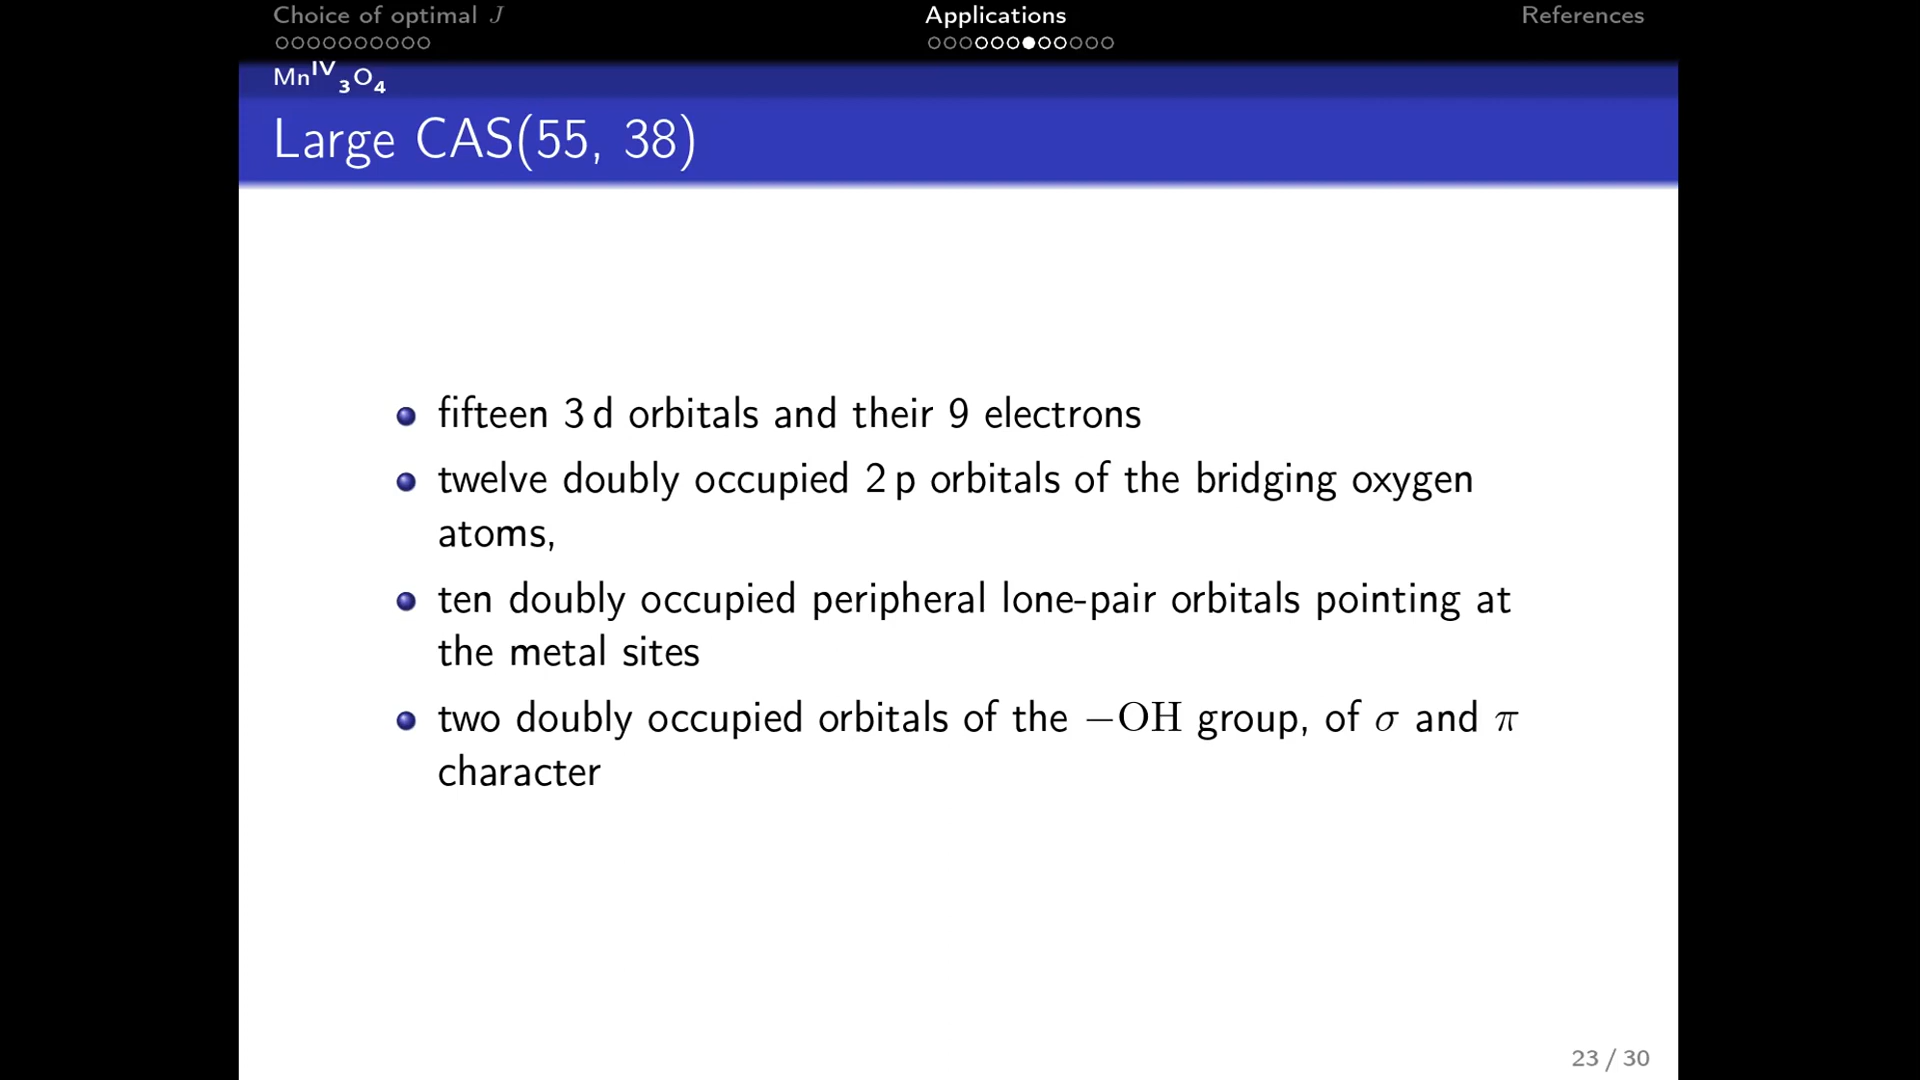 Choice of optimal J Applications References
Mn^IV_3O_4
Large CAS(55, 38)
fifteen 3 d orbitals and their 9 electrons
twelve doubly occupied 2 p orbitals of the bridging oxygen
atoms,
ten doubly occupied peripheral lone-pair orbitals pointing at
the metal sites
two doubly occupied orbitals of the −OH group, of σ and π
character
23 / 30